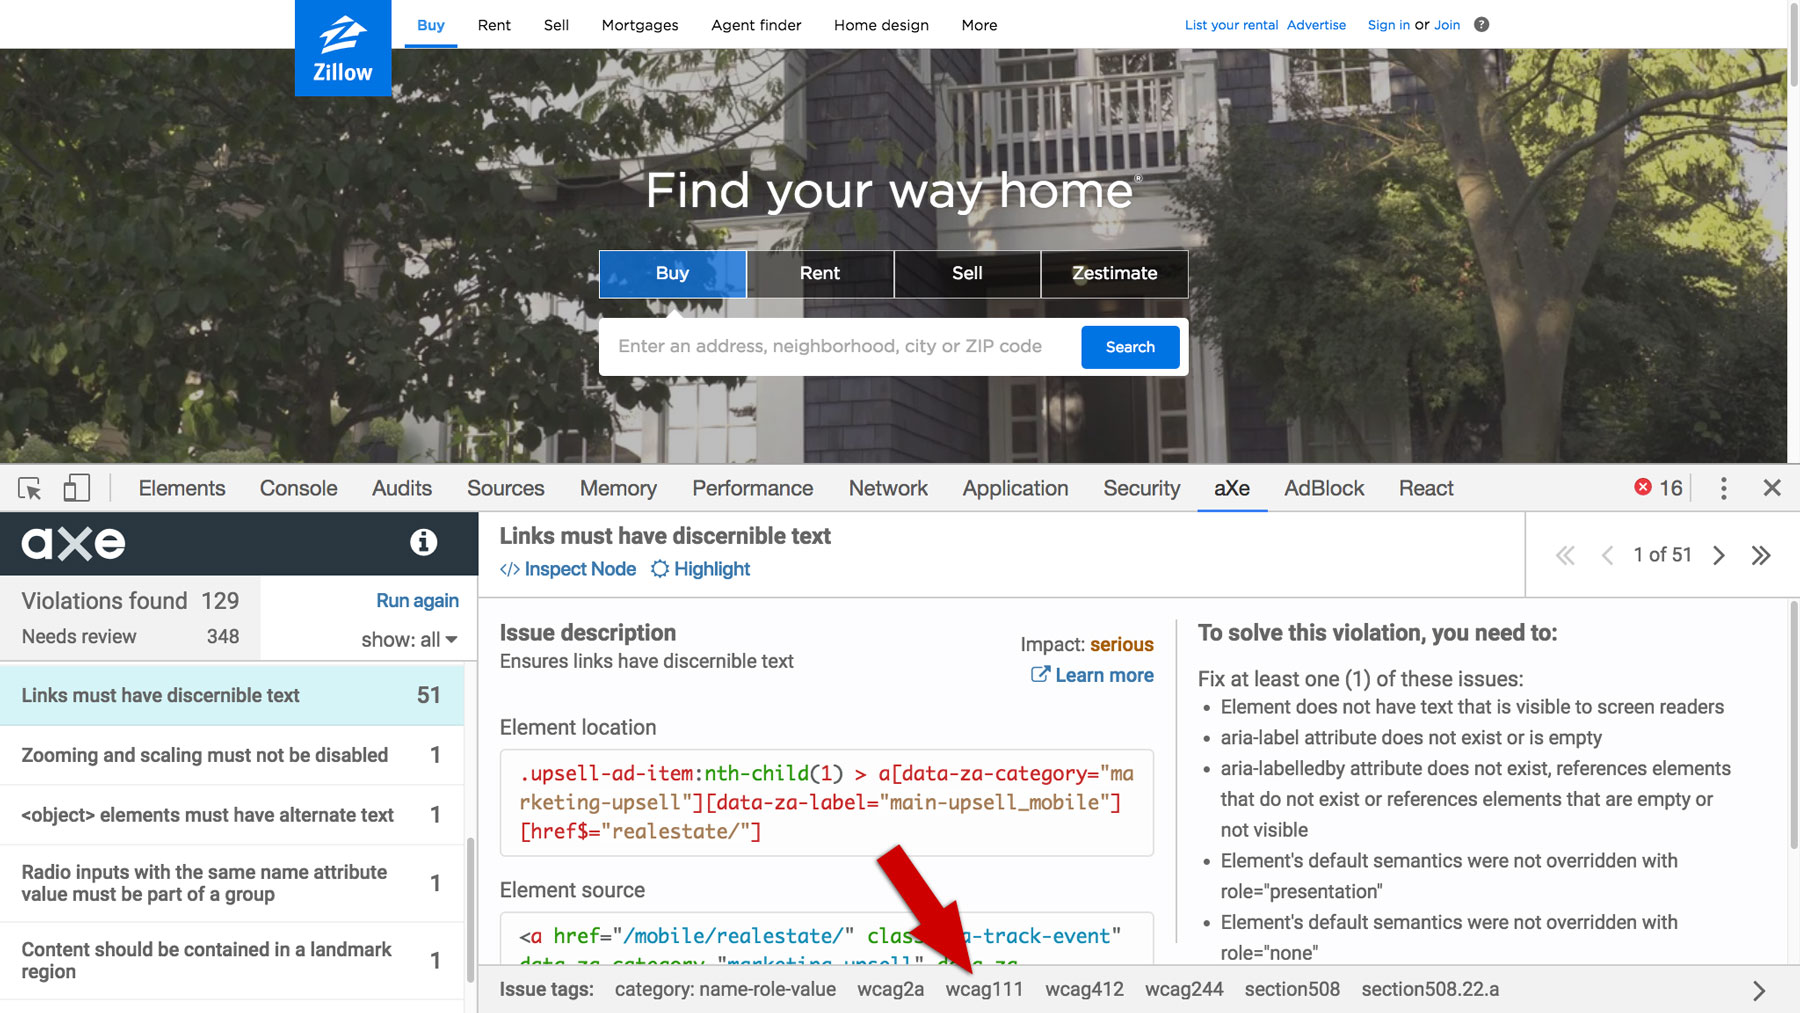 Zillow
Buy Rent Sell Mortgages Agent finder Home design More
List your rental Advertise Sign in or Join ?
Find your way home®
Buy Rent Sell Zestimate
Enter an address, neighborhood, city or ZIP code
Search
Elements Console Audits Sources Memory Performance Network Application Security aXe AdBlock React 16
axe
Violations found 129
Needs review 348
Run again
show: all
Links must have discernible text 51
Zooming and scaling must not be disabled 1
<object> elements must have alternate text 1
Radio inputs with the same name attribute
value must be part of a group 1
Content should be contained in a landmark
region 1
Links must have discernible text
</> Inspect Node Highlight
1 of 51
Issue description
Ensures links have discernible text
Impact: serious
Learn more
Element location
.upsell-ad-item:nth-child(1) > a[data-za-category="ma
rketing-upsell"][data-za-label="main-upsell_mobile"]
[href$="realestate/"]
Element source
<a href="/mobile/realestate/" clas a-track-event"
data-za-category="marketing-upsell" data-za-
To solve this violation, you need to:
Fix at least one (1) of these issues:
• Element does not have text that is visible to screen readers
• aria-label attribute does not exist or is empty
• aria-labelledby attribute does not exist, references elements
that do not exist or references elements that are empty or
not visible
• Element's default semantics were not overridden with
role="presentation"
• Element's default semantics were not overridden with
role="none"
Issue tags: category: name-role-value wcag2a wcag111 wcag412 wcag244 section508 section508.22.a